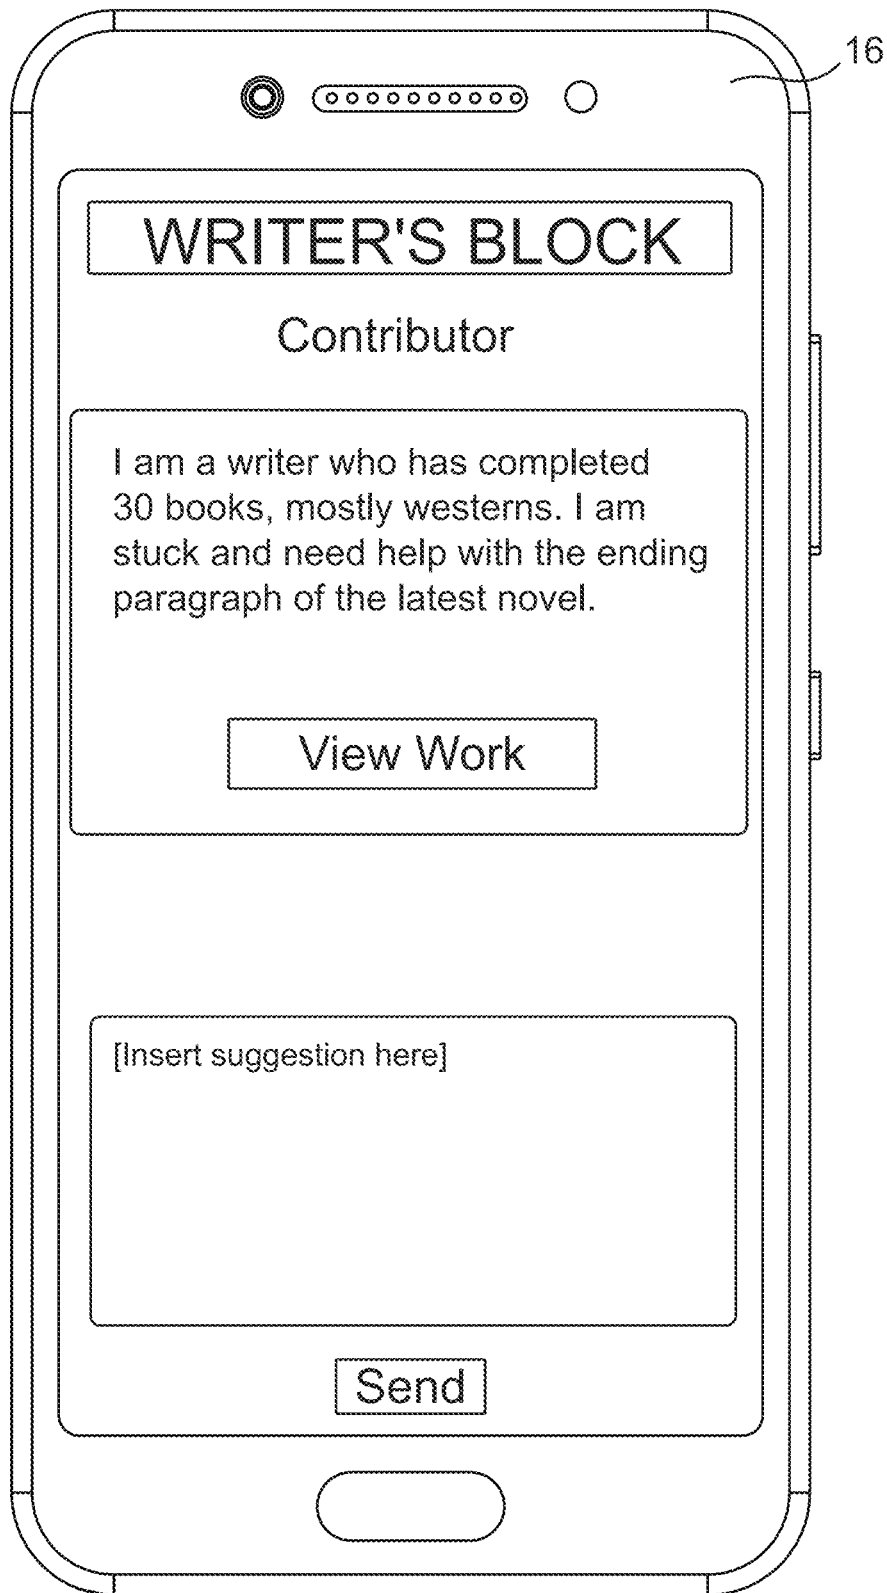 16
WRITER'S BLOCK
Contributor
I am a writer who has completed
30 books, mostly westerns. I am
stuck and need help with the ending
paragraph of the latest novel.
View Work
[Insert suggestion here]
Send